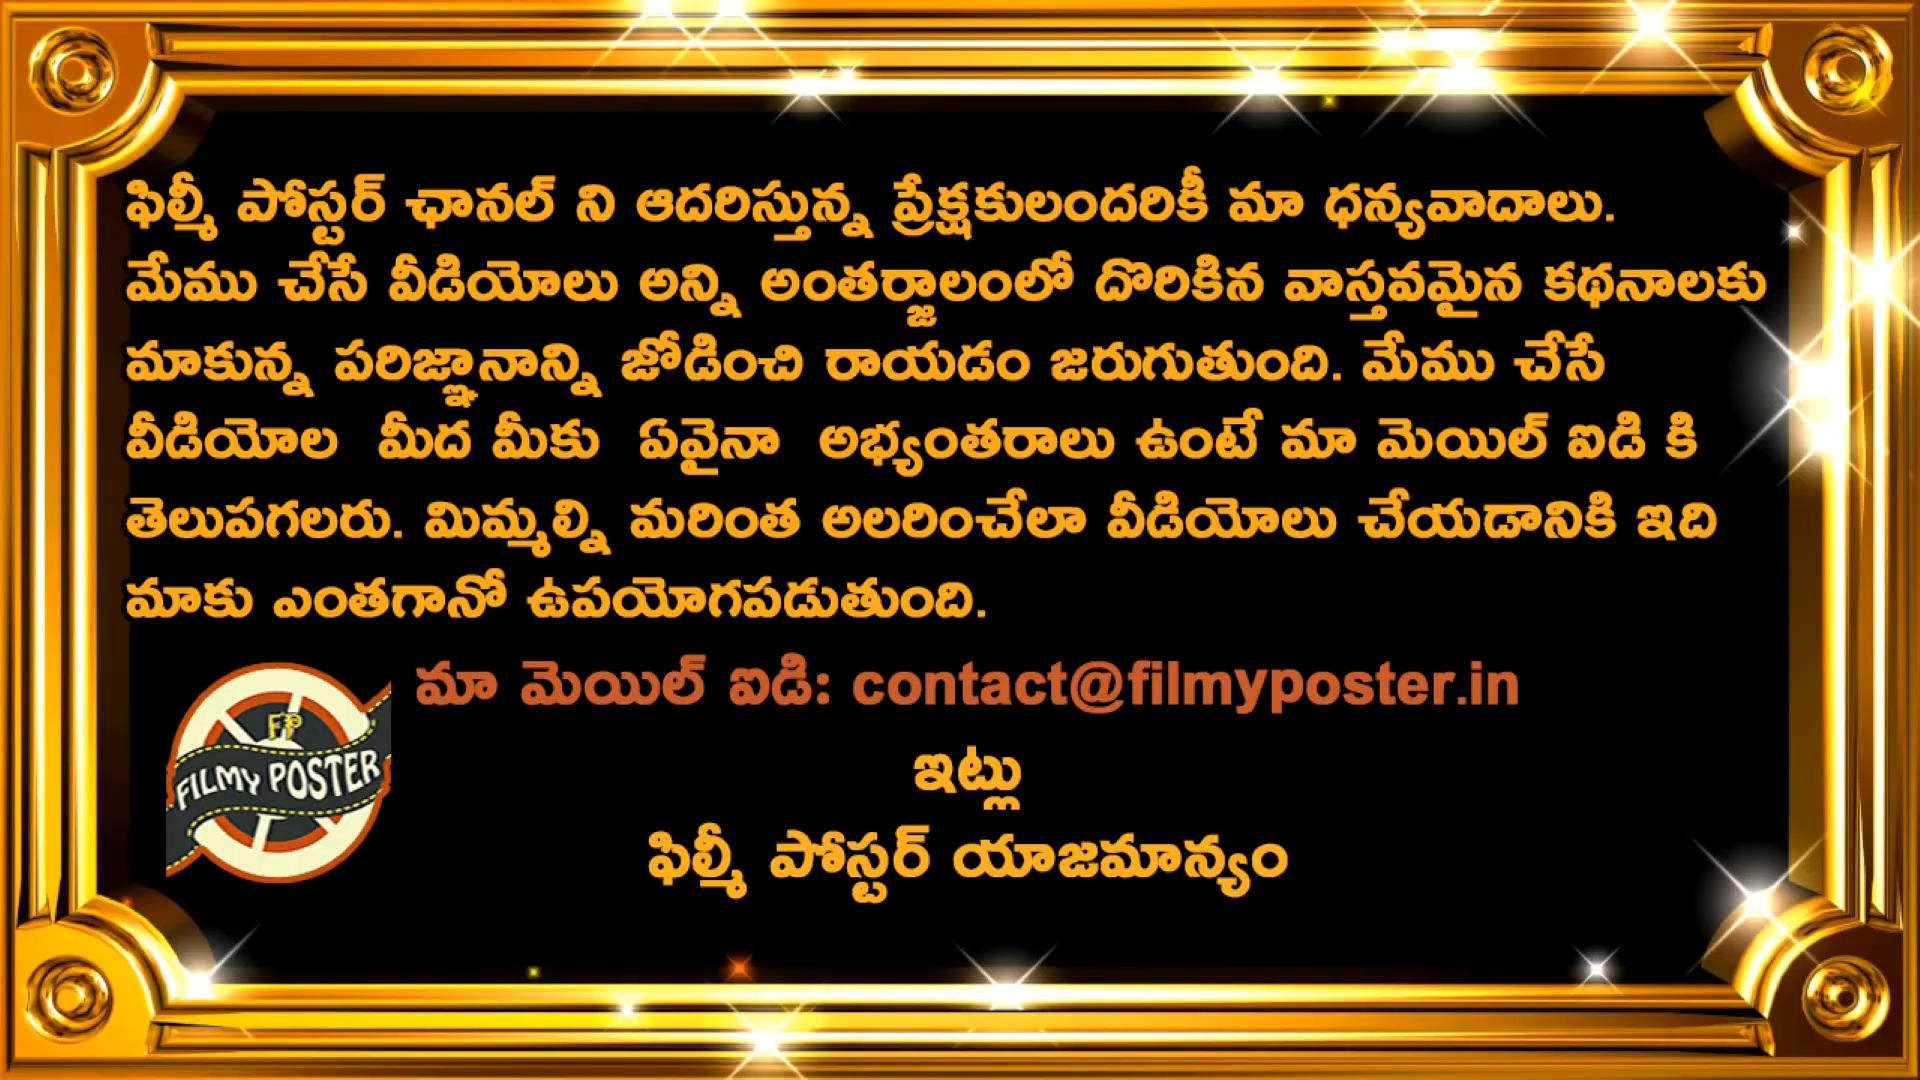 ఫిల్మీ పోస్టర్ ఛానల్ ని ఆదరిస్తున్న ప్రేక్షకులందరికీ మా ధన్యవాదాలు.
మేము చేసే వీడియోలు అన్ని అంతర్జాలంలో దొరికిన వాస్తవమైన కథనాలకు
మాకున్న పరిజ్ఞానాన్ని జోడించి రాయడం జరుగుతుంది. మేము చేసే
వీడియోల మీద మీకు ఏవైనా అభ్యంతరాలు ఉంటే మా మెయిల్ ఐడి కి
తెలుపగలరు. మిమ్మల్ని మరింత అలరించేలా వీడియోలు చేయడానికి ఇది
మాకు ఎంతగానో ఉపయోగపడుతుంది.
మా మెయిల్ ఐడి: contact@filmyposter.in
FP
FILMY POSTER
ఇట్లు
ఫిల్మీ పోస్టర్ యాజమాన్యం